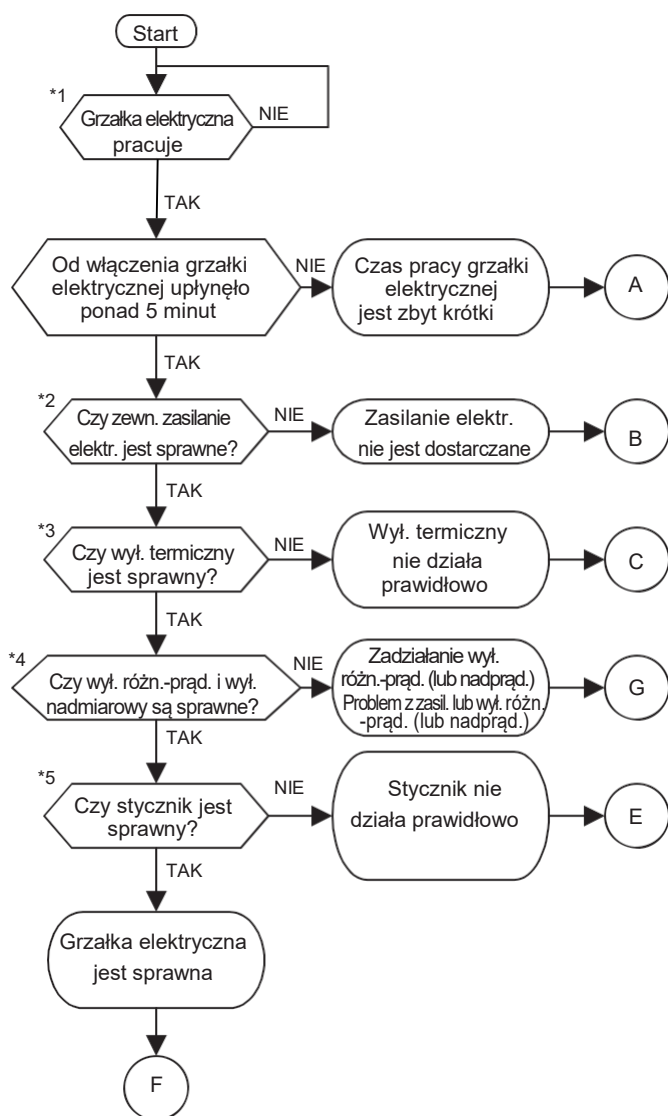 Start
*1
Grzałka elektryczna
pracuje
NIE
TAK
Od włączenia grzałki
elektrycznej upłynęło
ponad 5 minut
NIE
Czas pracy grzałki
elektrycznej
jest zbyt krótki
A
TAK
*2
Czy zewn. zasilanie
elektr. jest sprawne?
NIE
Zasilanie elektr.
nie jest dostarczane
B
TAK
*3
Czy wył. termiczny
jest sprawny?
NIE
Wył. termiczny
nie działa
prawidłowo
C
TAK
*4
Czy wył. różn.-prąd. i wył.
nadmiarowy są sprawne?
NIE
Zadziałanie wył.
różn.-prąd. (lub nadprąd.)
Problem z zasil. lub wył. różn.
-prąd. (lub nadprąd.)
G
TAK
*5
Czy stycznik jest
sprawny?
NIE
Stycznik nie
działa prawidłowo
E
TAK
Grzałka elektryczna
jest sprawna
F